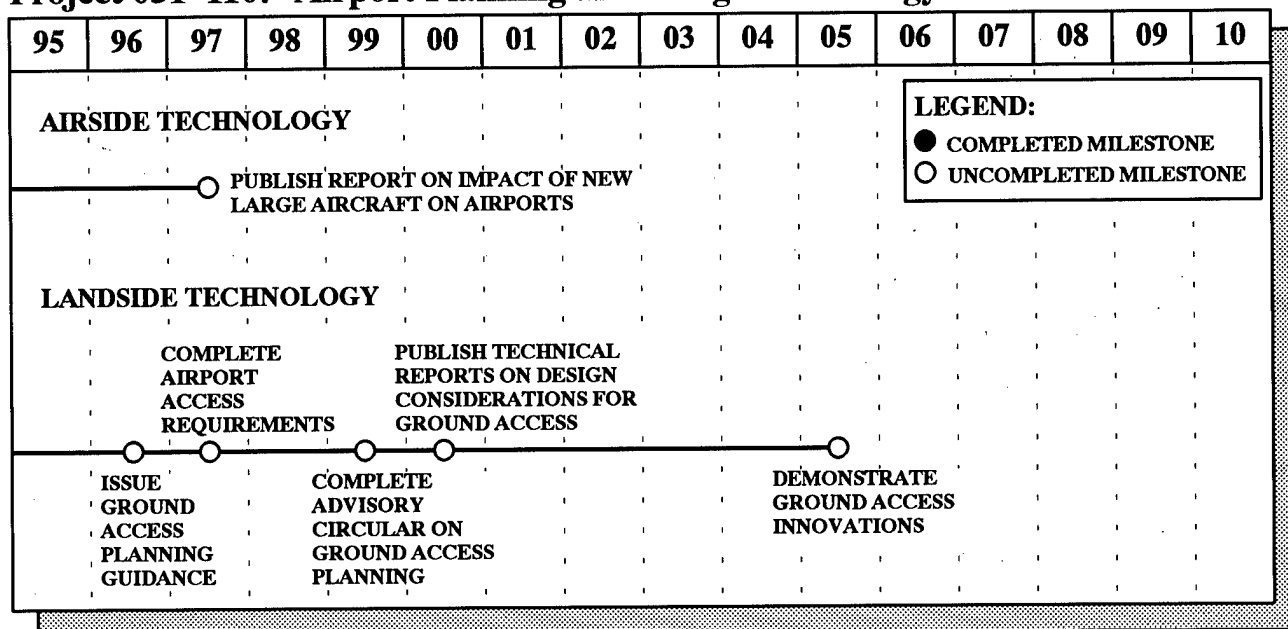 95 96 97 98 99 00 01 02 03 04 05 06 07 08 09 10
AIRSIDE TECHNOLOGY
PUBLISH REPORT ON IMPACT OF NEW
LARGE AIRCRAFT ON AIRPORTS
LEGEND:
COMPLETED MILESTONE
UNCOMPLETED MILESTONE
LANDSIDE TECHNOLOGY
COMPLETE
AIRPORT
ACCESS
REQUIREMENTS
PUBLISH TECHNICAL
REPORTS ON DESIGN
CONSIDERATIONS FOR
GROUND ACCESS
ISSUE
GROUND
ACCESS
PLANNING
GUIDANCE
COMPLETE
ADVISORY
CIRCULAR ON
GROUND ACCESS
PLANNING
DEMONSTRATE
GROUND ACCESS
INNOVATIONS